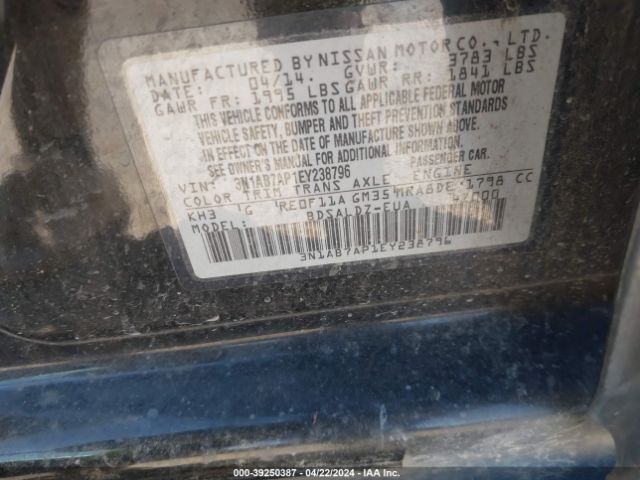 MANUFACTURED BY NISSAN MOTOR CO., LTD.
DATE: 04/14. GVWR: 3783 LBS
GAWR FR: 1995 LBS GAWR RR: 1841 LBS
THIS VEHICLE CONFORMS TO ALL APPLICABLE FEDERAL MOTOR
VEHICLE SAFETY, BUMPER AND THEFT PREVENTION STANDARDS
IN EFFECT ON THE DATE OF MANUFACTURE SHOWN ABOVE.
SEE OWNER'S MANUAL FOR ADDITIONAL INFORMATION.
VIN: 3N1AB7AP1EY238796 PASSENGER CAR.
COLOR TRIM TRANS AXLE ENGINE
KH3 G RE0F11A GM35 MRA8DE 1798 CC
MODEL: BDSALDZ-EUA
3N1AB7AP1EY238796
000-39250387 - 04/22/2024 - IAA Inc.